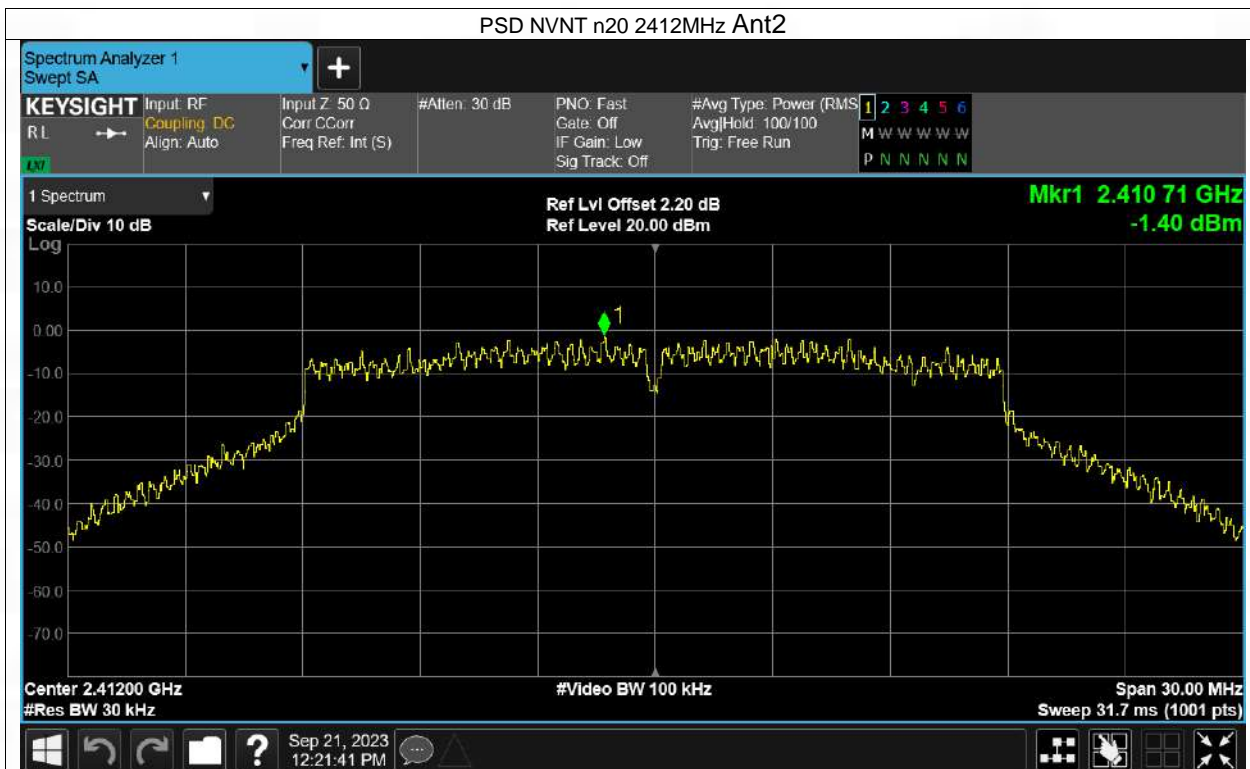 PSD NVNT n20 2412MHz Ant2
Spectrum Analyzer 1
Swept SA
+
KEYSIGHT
RL
LXI
Input: RF
Coupling: DC
Align: Auto
Input Z: 50 Ω
Corr CCorr
Freq Ref: Int (S)
#Atten: 30 dB
PNO: Fast
Gate: Off
IF Gain: Low
Sig Track: Off
#Avg Type: Power (RMS
Avg|Hold: 100/100
Trig: Free Run
1 2 3 4 5 6
M W W W W W
P N N N N N
1 Spectrum
Scale/Div 10 dB
Ref Lvl Offset 2.20 dB
Ref Level 20.00 dBm
Mkr1 2.410 71 GHz
-1.40 dBm
Log
10.0
0.00
-10.0
-20.0
-30.0
-40.0
-50.0
-60.0
-70.0
1
Center 2.41200 GHz
#Res BW 30 kHz
#Video BW 100 kHz
Span 30.00 MHz
Sweep 31.7 ms (1001 pts)
?
Sep 21, 2023
12:21:41 PM